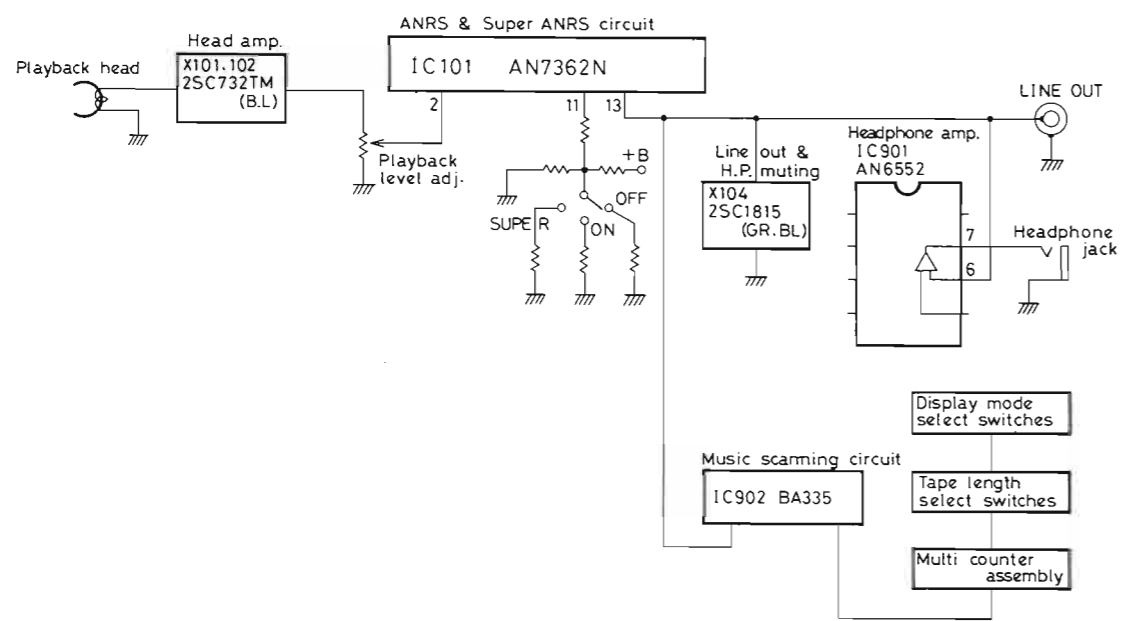 ANRS & Super ANRS circuit
Head amp.
Playback head
X101.102
2SC732TM
(B.L)
IC101 AN7362N
2
11
13
LINE OUT
Playback
level adj.
+B
OFF
SUPER
ON
Line out &
H.P. muting
X104
2SC1815
(GR.BL)
Headphone amp.
IC901
AN6552
7
6
Headphone
jack
Display mode
select switches
Music scanning circuit
IC902 BA335
Tape length
select switches
Multi counter
assembly